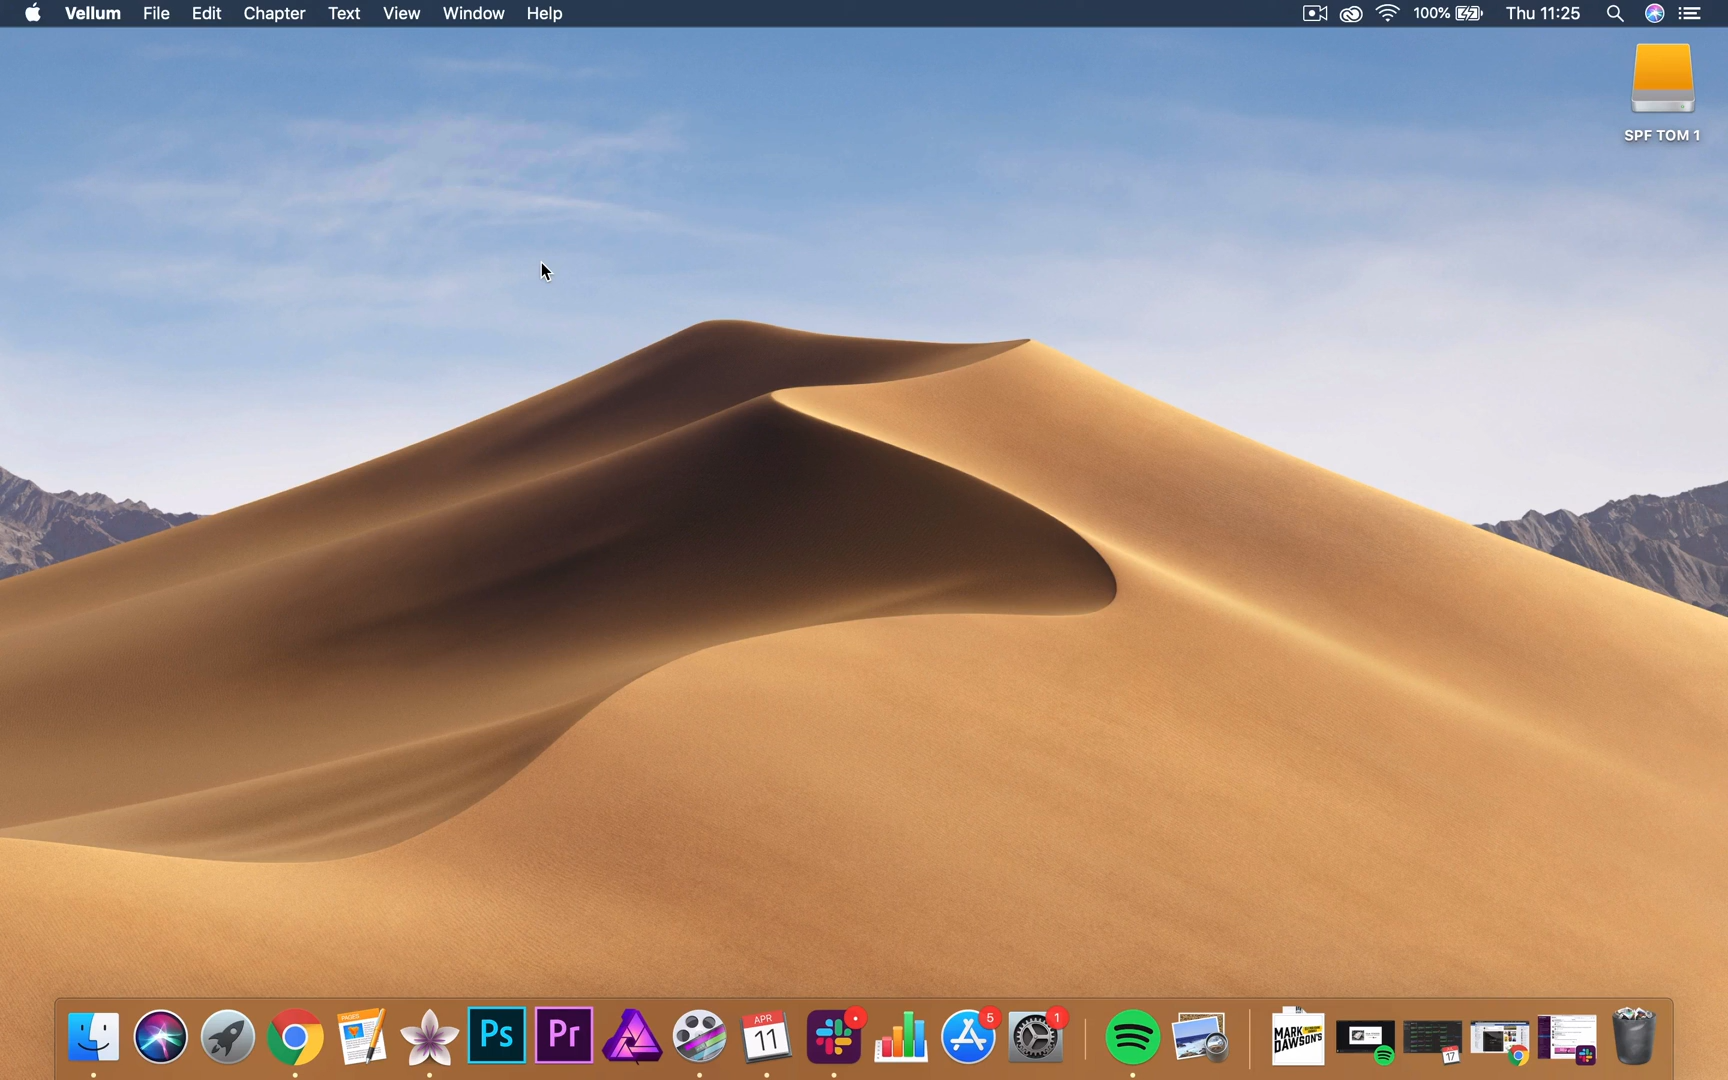 Vellum File Edit Chapter Text View Window Help 100% Thu 11:25
SPF TOM 1
PAGES
Ps
Pr
APR
11
5
1
MARK
DAWSON'S
17